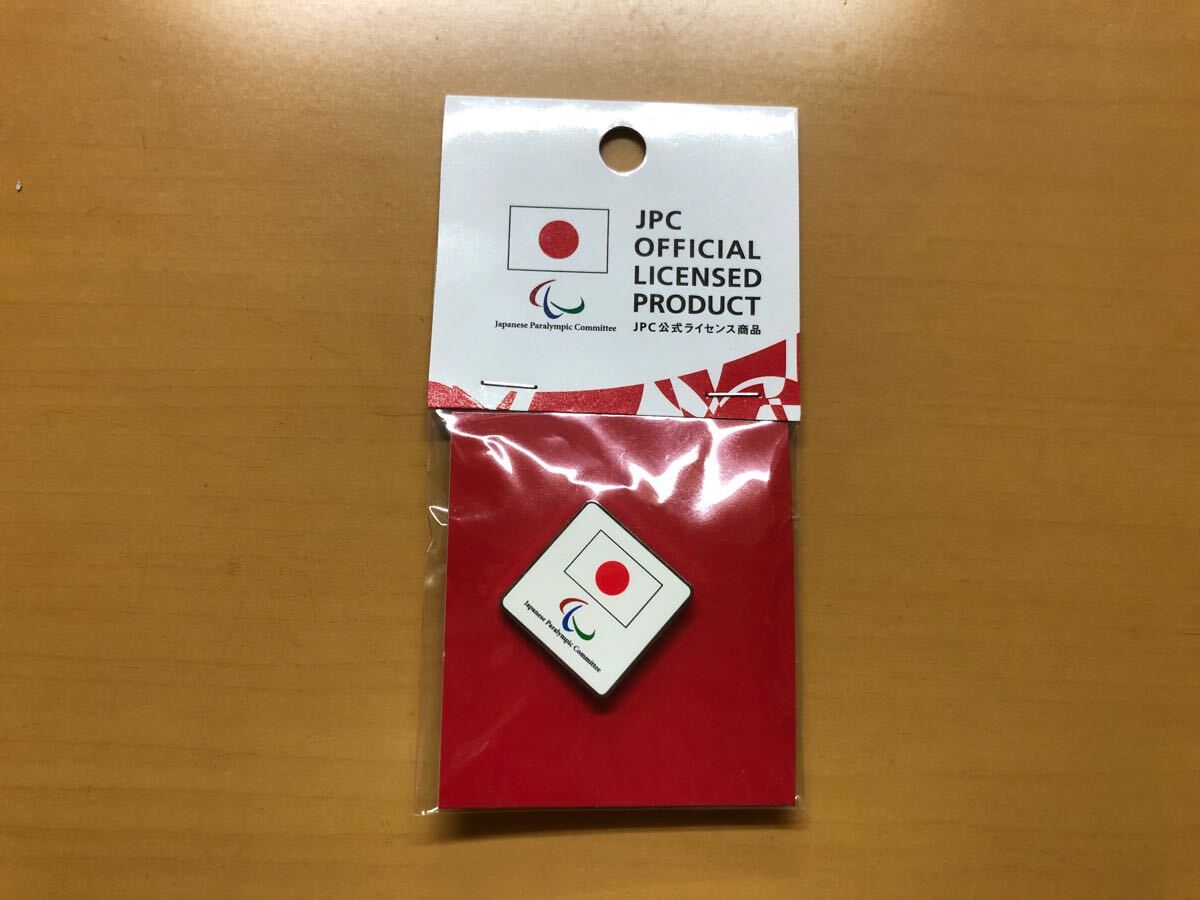 JPC
OFFICIAL
LICENSED
PRODUCT
JPC公式ライセンス商品
Japanese Paralympic Committee
Japanese Paralympic Committee